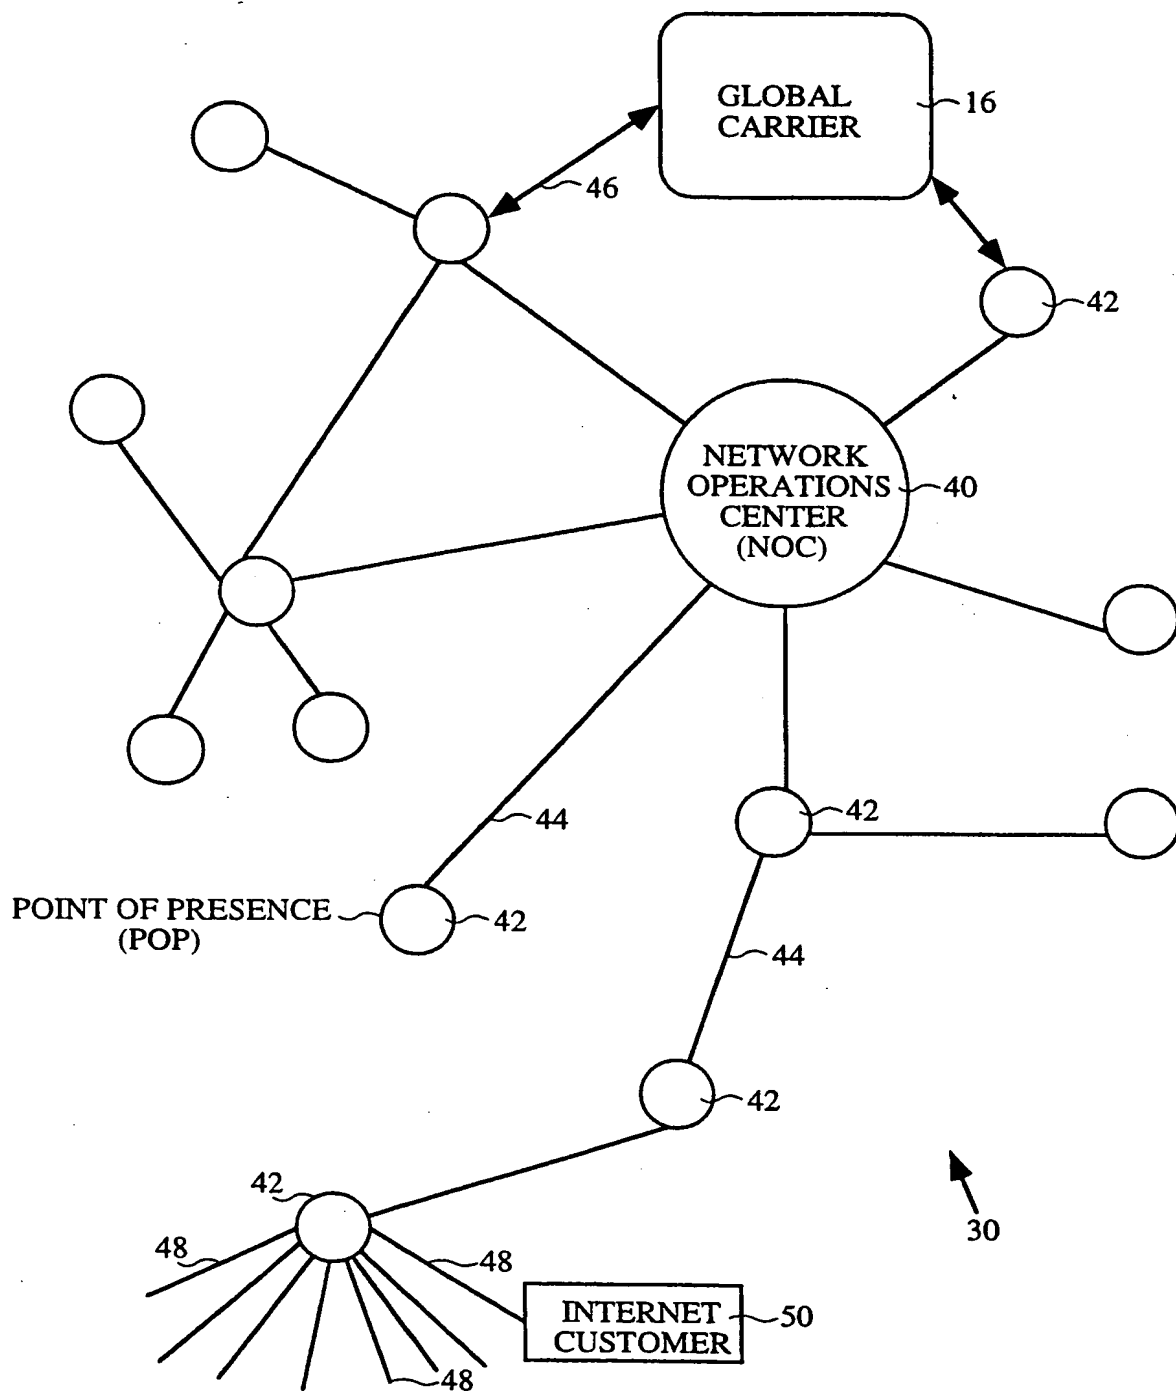 GLOBAL
CARRIER
16
46
42
NETWORK
OPERATIONS
CENTER
(NOC)
40
42
44
POINT OF PRESENCE
(POP)
42
44
42
42
30
48
48
INTERNET
CUSTOMER
50
48